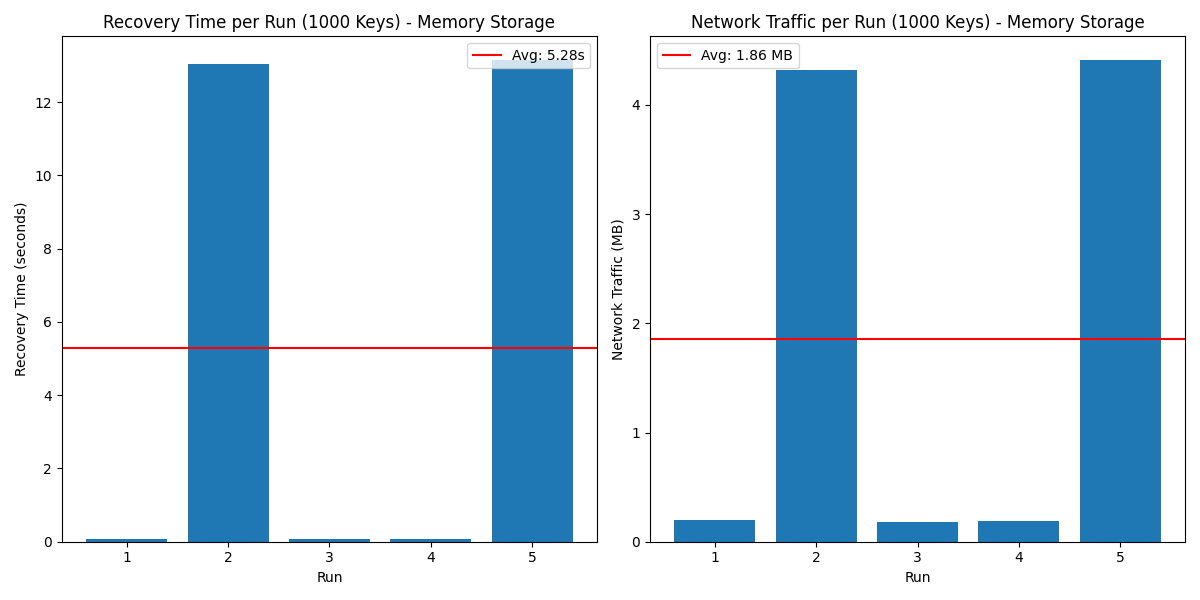 Recovery Time per Run (1000 Keys) - Memory Storage
Avg: 5.28s
Recovery Time (seconds)
12
10
8
6
4
2
0
1 2 3 4 5
Run
Network Traffic per Run (1000 Keys) - Memory Storage
Avg: 1.86 MB
Network Traffic (MB)
4
3
2
1
0
1 2 3 4 5
Run